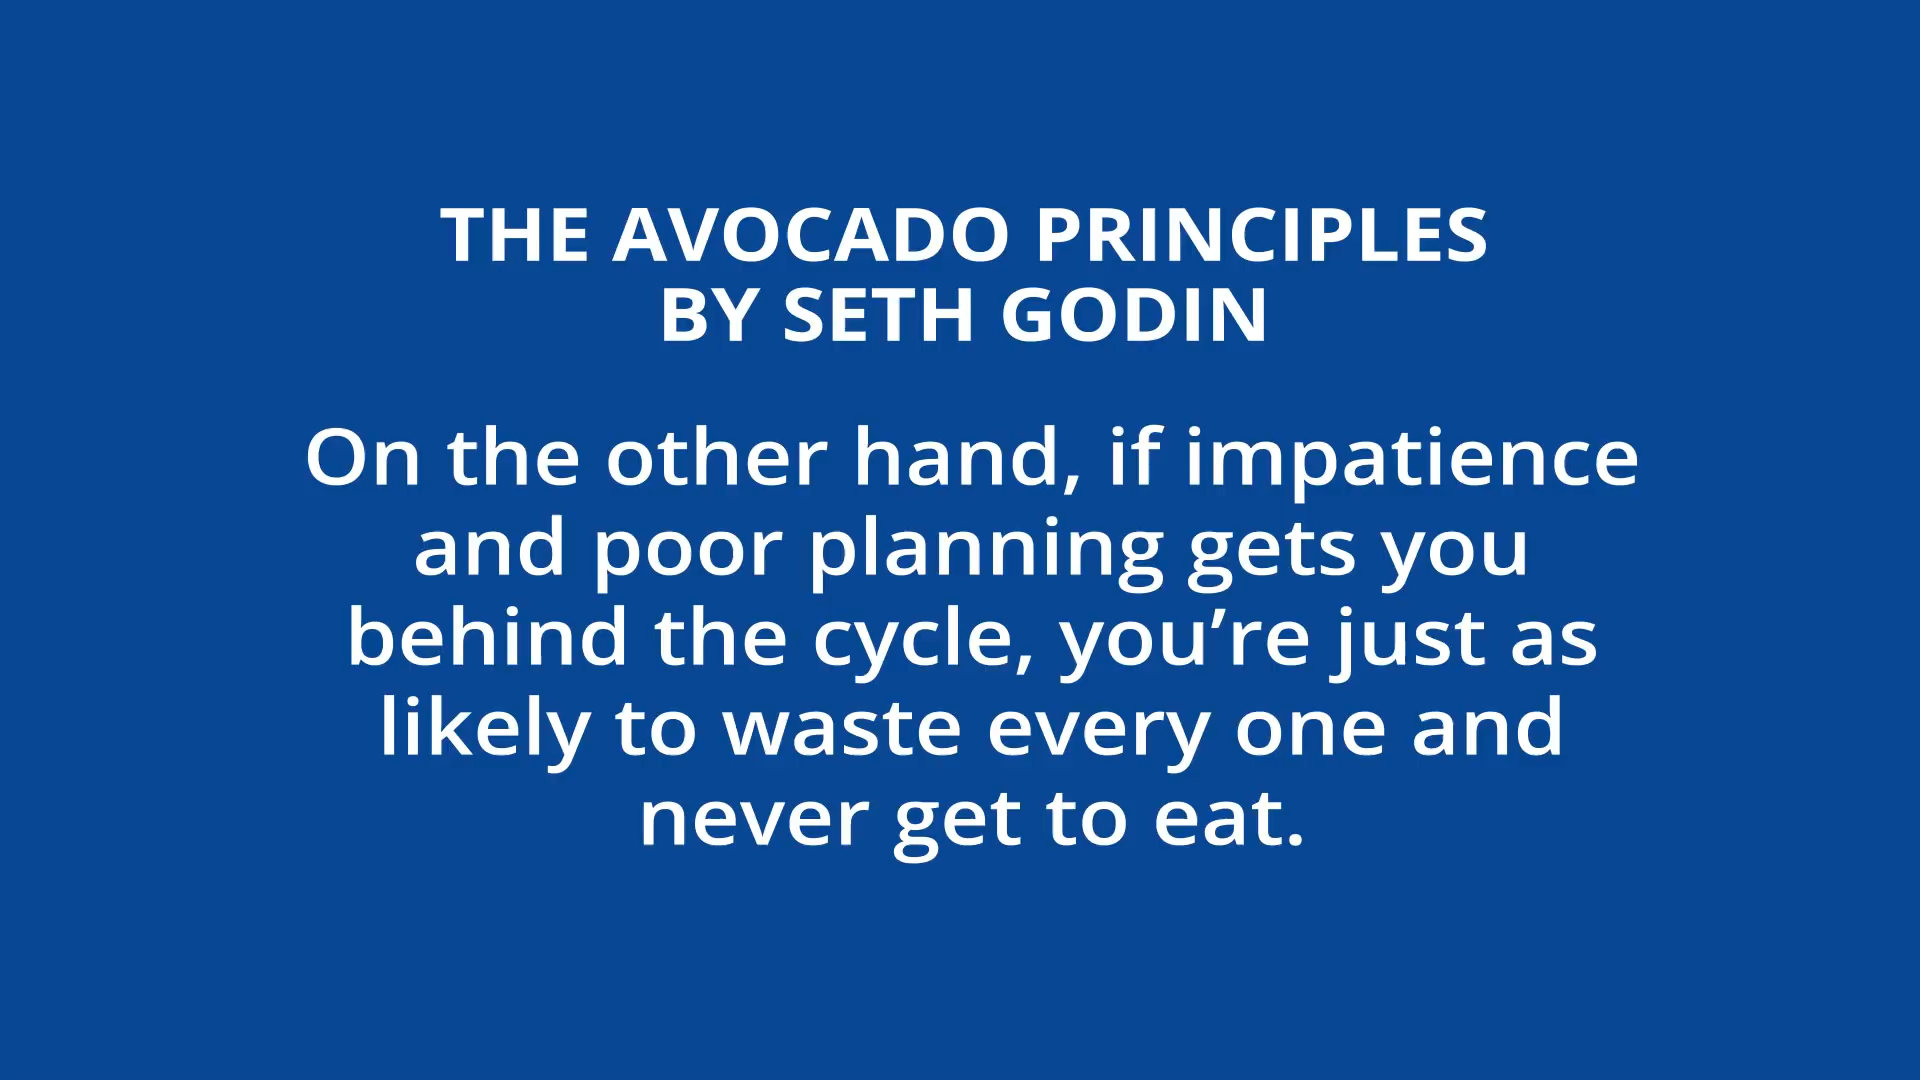 THE AVOCADO PRINCIPLES
BY SETH GODIN
On the other hand, if impatience
and poor planning gets you
behind the cycle, you’re just as
likely to waste every one and
never get to eat.